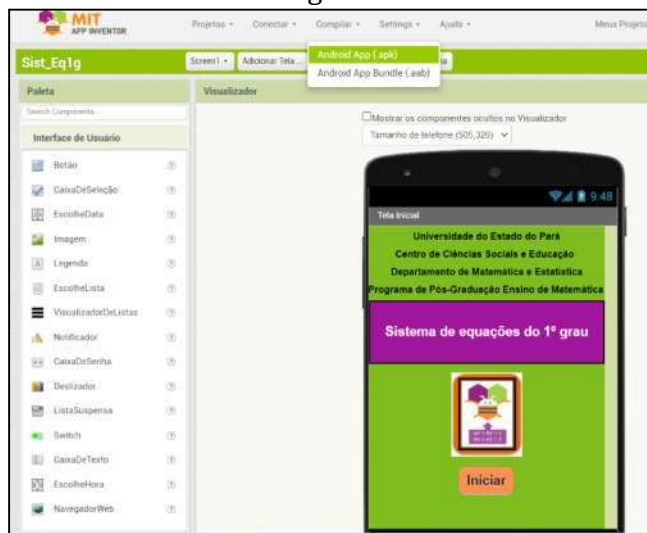 MIT
APP INVENTOR
Projetos Conectar Compilar Settings Ajuda Meus Projeto
Android App (.apk)
Android App Bundle (.aab)
Sist_Eq1g
Screen1 Adicionar Tela ...
Paleta
Visualizador
Search Components...
Mostrar os componentes ocultos no Visualizador
Tamanho de telefone (505,320)
Interface de Usuário
Botão
CaixaDeSeleção
EscolheData
Imagem
Legenda
EscolheLista
VisualizadorDeListas
Notificador
CaixaDeSenha
Deslizador
ListaSuspensa
Switch
CaixaDeTexto
EscolheHora
NavegadorWeb
9:48
Tela Inicial
Universidade do Estado do Pará
Centro de Ciências Sociais e Educação
Departamento de Matemática e Estatística
Programa de Pós-Graduação Ensino de Matemática
Sistema de equações do 1º grau
Iniciar